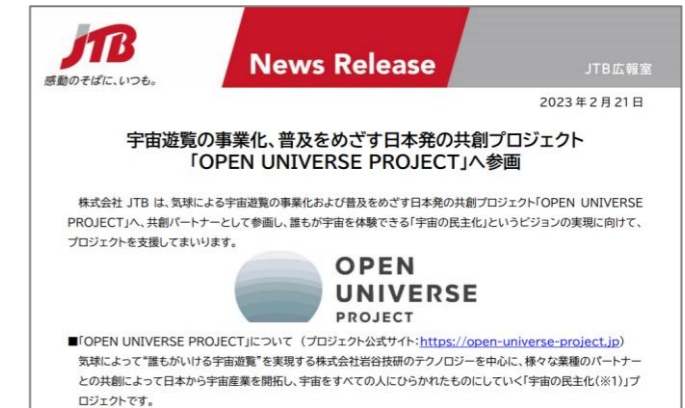 JTB
感動のそばに、いつも。
News Release
JTB広報室
2023年2月21日
宇宙遊覧の事業化、普及をめざす日本発の共創プロジェクト
「OPEN UNIVERSE PROJECT」へ参画
株式会社 JTB は、気球による宇宙遊覧の事業化および普及をめざす日本発の共創プロジェクト「OPEN UNIVERSE
PROJECT」へ、共創パートナーとして参画し、誰もが宇宙を体験できる「宇宙の民主化」というビジョンの実現に向けて、
プロジェクトを支援してまいります。
OPEN
UNIVERSE
PROJECT
■「OPEN UNIVERSE PROJECT」について （プロジェクト公式サイト：https://open-universe-project.jp）
気球によって“誰もがいける宇宙遊覧”を実現する株式会社岩谷技研のテクノロジーを中心に、様々な業種のパートナー
との共創によって日本から宇宙産業を開拓し、宇宙をすべての人にひらかれたものにしていく「宇宙の民主化(※1)」プ
ロジェクトです。